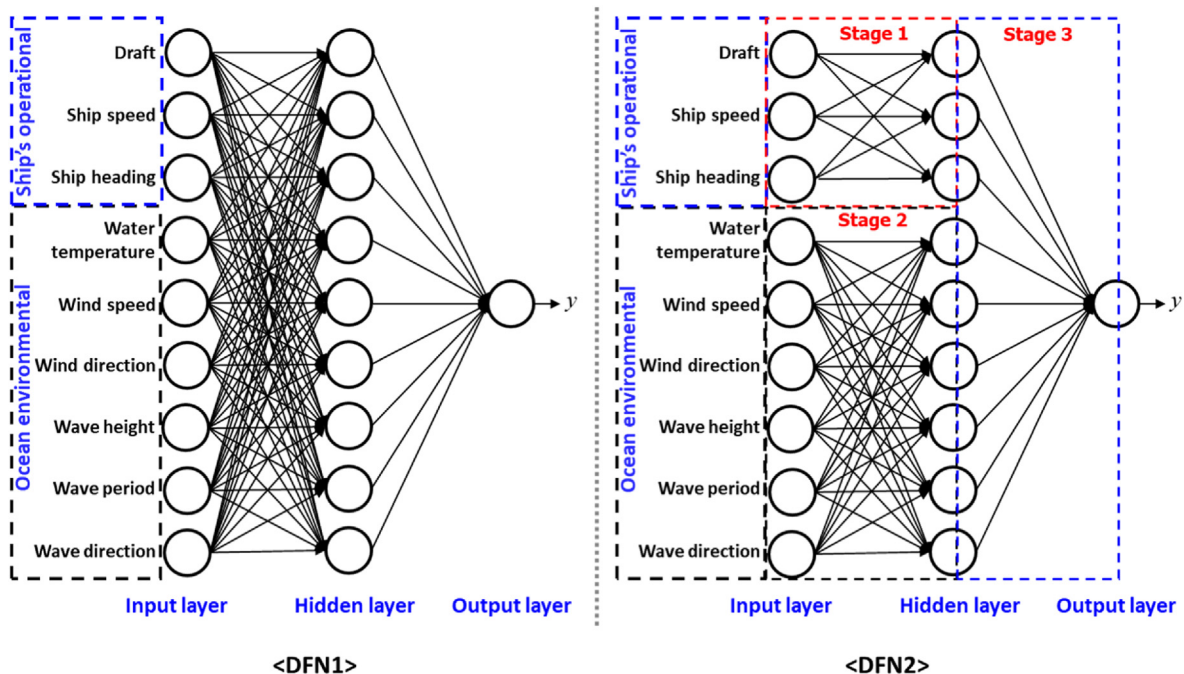 Ship's operational
Draft
Ship speed
Ship heading
Ocean environmental
Water
temperature
Wind speed
Wind direction
Wave height
Wave period
Wave direction
y
Input layer
Hidden layer
Output layer
<DFN1>
Ship's operational
Draft
Ship speed
Ship heading
Stage 1
Stage 3
Ocean environmental
Water
temperature
Stage 2
Wind speed
Wind direction
Wave height
Wave period
Wave direction
y
Input layer
Hidden layer
Output layer
<DFN2>